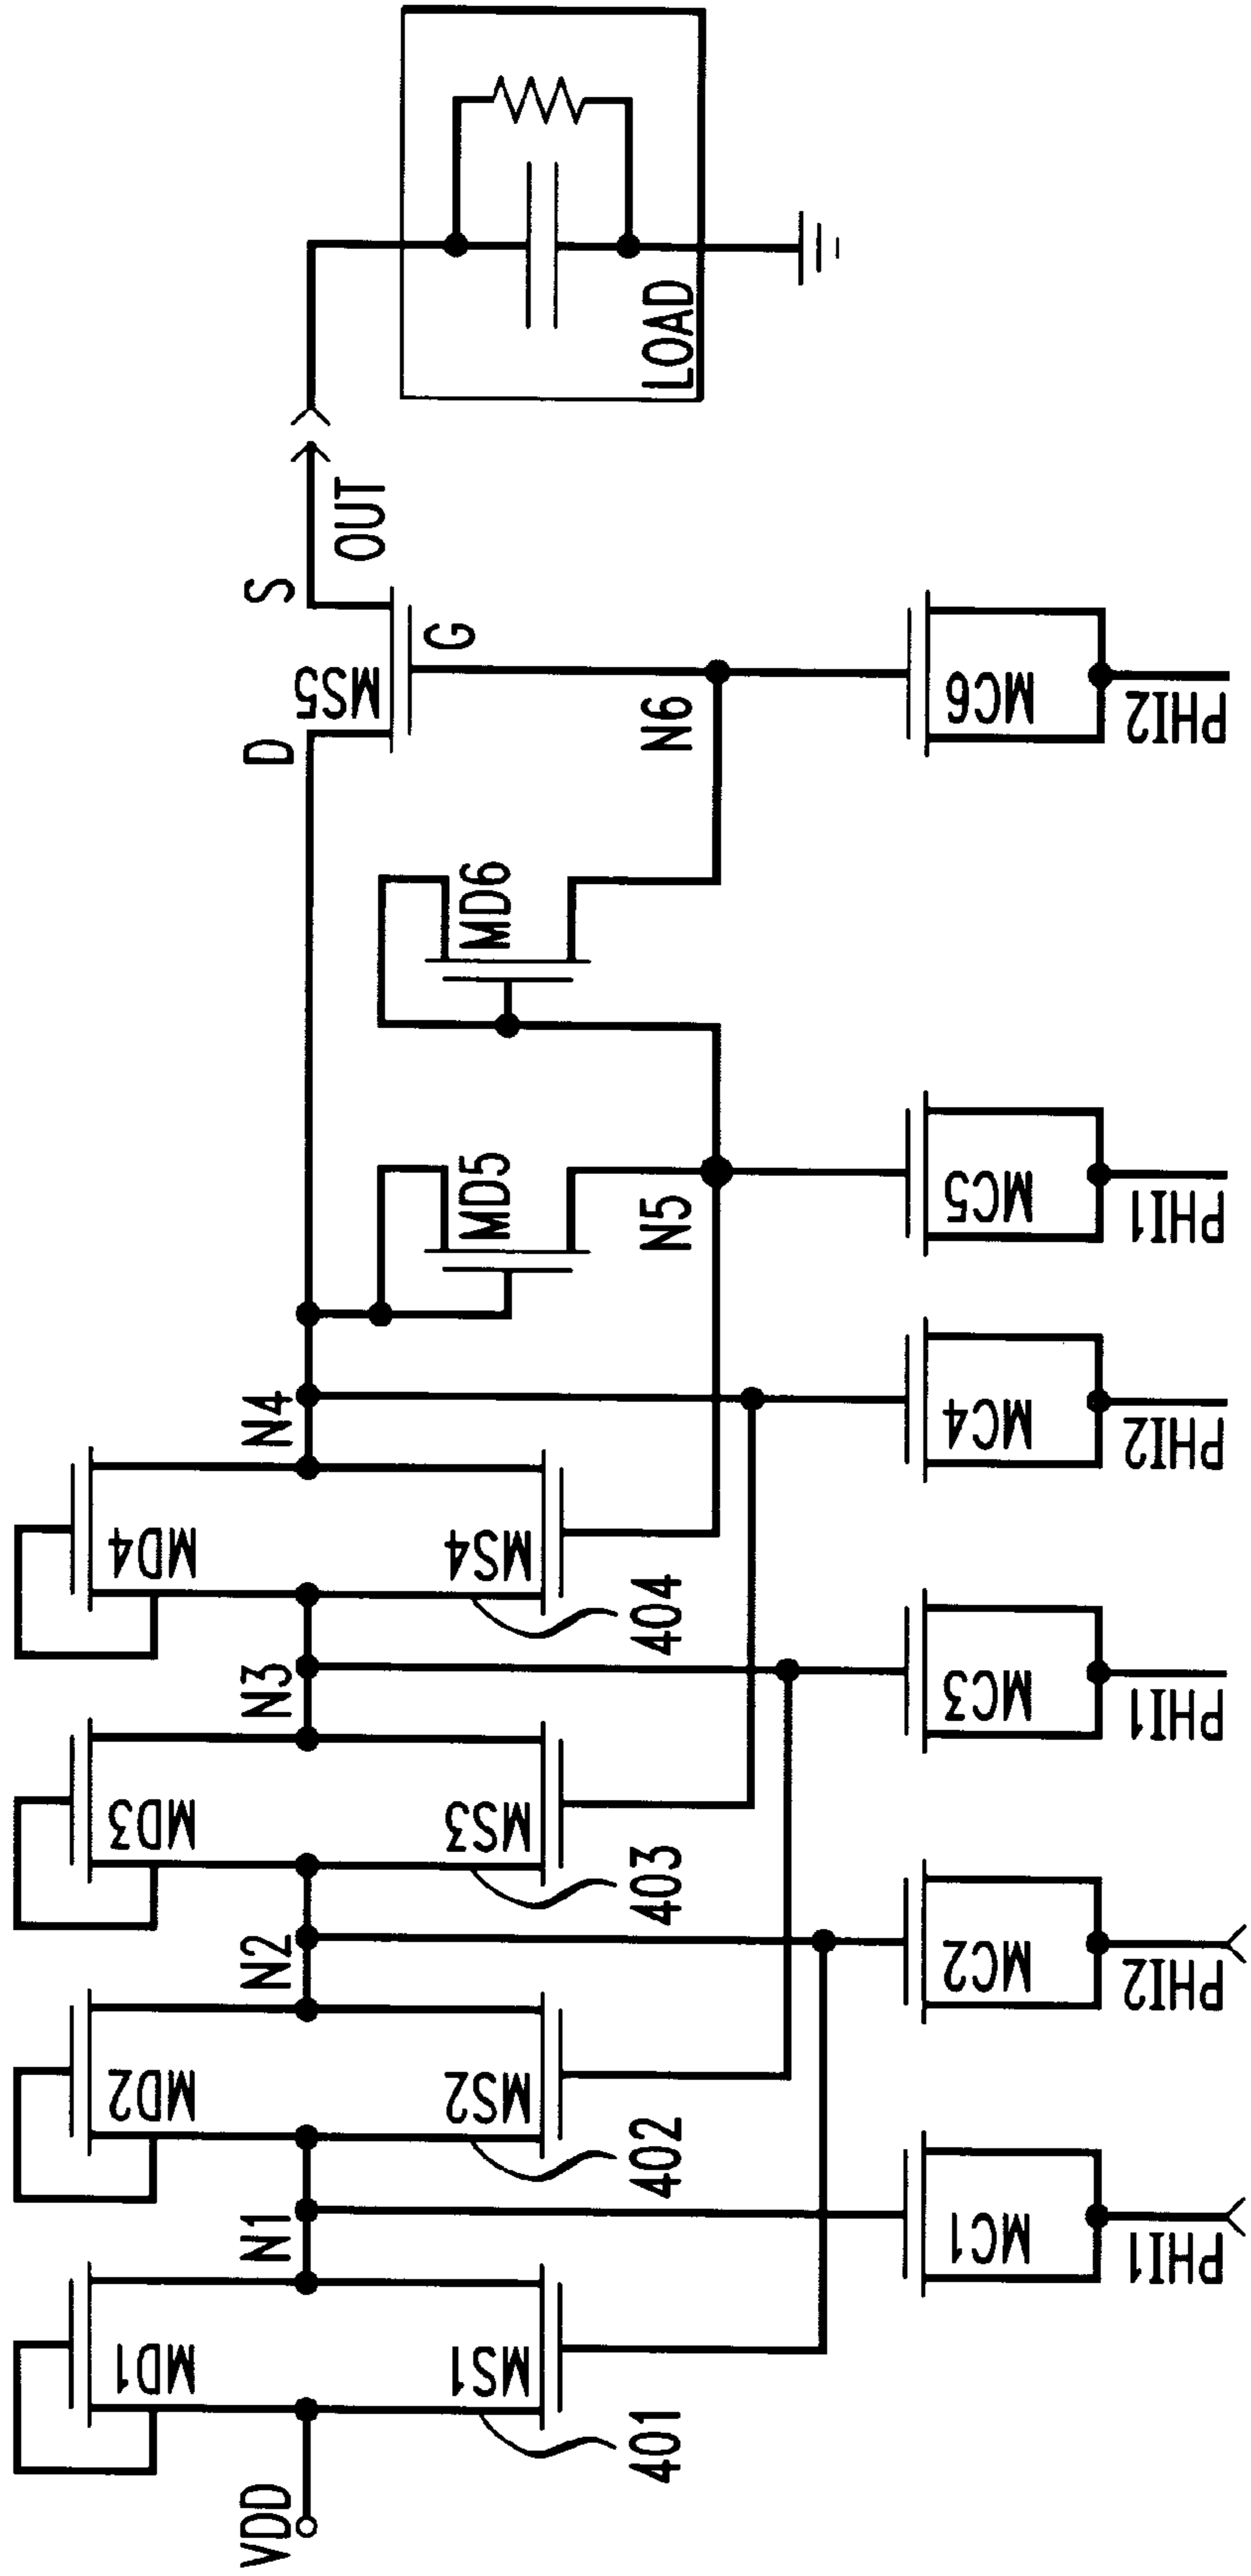 VDD
MD1
MS1
401
N1
MC1
PHI1
MD2
MS2
402
N2
MC2
PHI2
MD3
MS3
403
N3
MC3
PHI1
MD4
MS4
404
N4
MC4
PHI2
MD5
N5
MC5
PHI1
MD6
N6
MC6
PHI2
D
MS5
G
S
OUT
LOAD